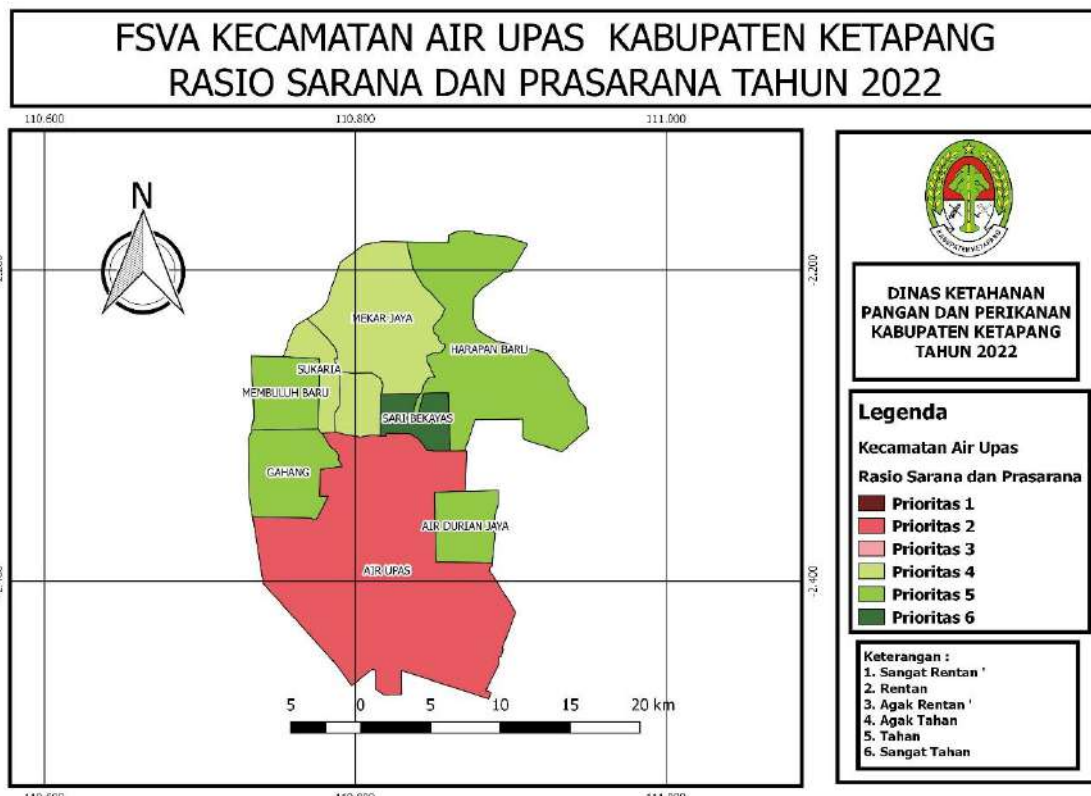 FSVA KECAMATAN AIR UPAS KABUPATEN KETAPANG
RASIO SARANA DAN PRASARANA TAHUN 2022
110.600 110.800 111.000
N
-2.200
MEKAR JAYA
HARAPAN BARU
SUKARIA
MEMBULUH BARU
SARI BEKAYAS
GAHANG
AIR DURIAN JAYA
AIR UPAS
-2.400
5 0 5 10 15 20 km
KABUPATEN KETAPANG
DINAS KETAHANAN
PANGAN DAN PERIKANAN
KABUPATEN KETAPANG
TAHUN 2022
Legenda
Kecamatan Air Upas
Rasio Sarana dan Prasarana
Prioritas 1
Prioritas 2
Prioritas 3
Prioritas 4
Prioritas 5
Prioritas 6
Keterangan :
1. Sangat Rentan '
2. Rentan
3. Agak Rentan '
4. Agak Tahan
5. Tahan
6. Sangat Tahan